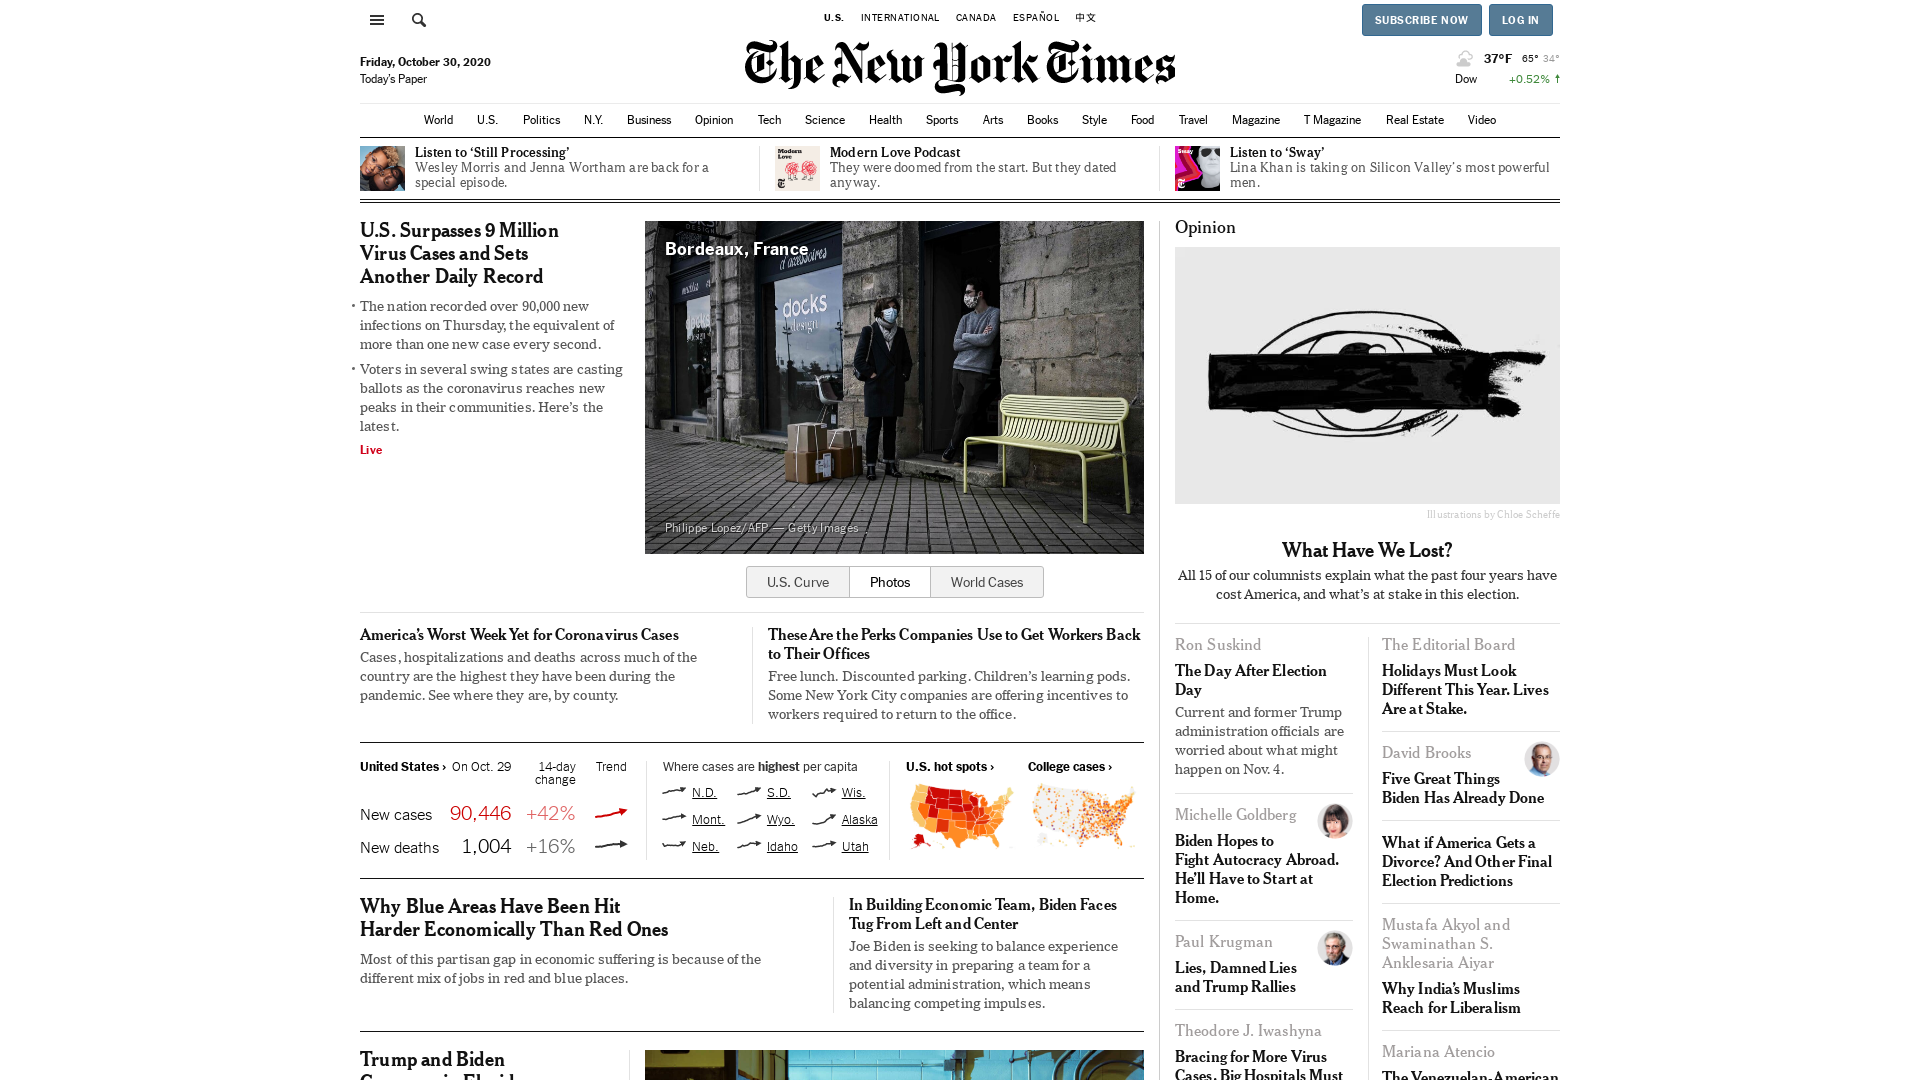 U.S. INTERNATIONAL CANADA ESPAÑOL 中文
SUBSCRIBE NOW LOG IN
Friday, October 30, 2020
Today's Paper
The New York Times
37°F 65° 34°
Dow +0.52% ↑
World U.S. Politics N.Y. Business Opinion Tech Science Health Sports Arts Books Style Food Travel Magazine T Magazine Real Estate Video
Listen to ‘Still Processing’
Wesley Morris and Jenna Wortham are back for a
special episode.
Modern
Love
Modern Love Podcast
They were doomed from the start. But they dated
anyway.
Sway
Listen to ‘Sway’
Lina Khan is taking on Silicon Valley’s most powerful
men.
U.S. Surpasses 9 Million
Virus Cases and Sets
Another Daily Record
• The nation recorded over 90,000 new
infections on Thursday, the equivalent of
more than one new case every second.
• Voters in several swing states are casting
ballots as the coronavirus reaches new
peaks in their communities. Here’s the
latest.
Live
Bordeaux, France
d'accessoires
docks
design
docks
design
Philippe Lopez/AFP — Getty Images
U.S. Curve Photos World Cases
America’s Worst Week Yet for Coronavirus Cases
Cases, hospitalizations and deaths across much of the
country are the highest they have been during the
pandemic. See where they are, by county.
These Are the Perks Companies Use to Get Workers Back
to Their Offices
Free lunch. Discounted parking. Children’s learning pods.
Some New York City companies are offering incentives to
workers required to return to the office.
United States › On Oct. 29 14-day
change Trend
New cases 90,446 +42%
New deaths 1,004 +16%
Where cases are highest per capita
N.D. S.D. Wis.
Mont. Wyo. Alaska
Neb. Idaho Utah
U.S. hot spots › College cases ›
Why Blue Areas Have Been Hit
Harder Economically Than Red Ones
Most of this partisan gap in economic suffering is because of the
different mix of jobs in red and blue places.
In Building Economic Team, Biden Faces
Tug From Left and Center
Joe Biden is seeking to balance experience
and diversity in preparing a team for a
potential administration, which means
balancing competing impulses.
Trump and Biden
Opinion
Illustrations by Chloe Scheffe
What Have We Lost?
All 15 of our columnists explain what the past four years have
cost America, and what’s at stake in this election.
Ron Suskind
The Day After Election
Day
Current and former Trump
administration officials are
worried about what might
happen on Nov. 4.
Michelle Goldberg
Biden Hopes to
Fight Autocracy Abroad.
He’ll Have to Start at
Home.
Paul Krugman
Lies, Damned Lies
and Trump Rallies
Theodore J. Iwashyna
Bracing for More Virus
Cases, Big Hospitals Must
The Editorial Board
Holidays Must Look
Different This Year. Lives
Are at Stake.
David Brooks
Five Great Things
Biden Has Already Done
What if America Gets a
Divorce? And Other Final
Election Predictions
Mustafa Akyol and
Swaminathan S.
Anklesaria Aiyar
Why India’s Muslims
Reach for Liberalism
Mariana Atencio
The Venezuelan-American